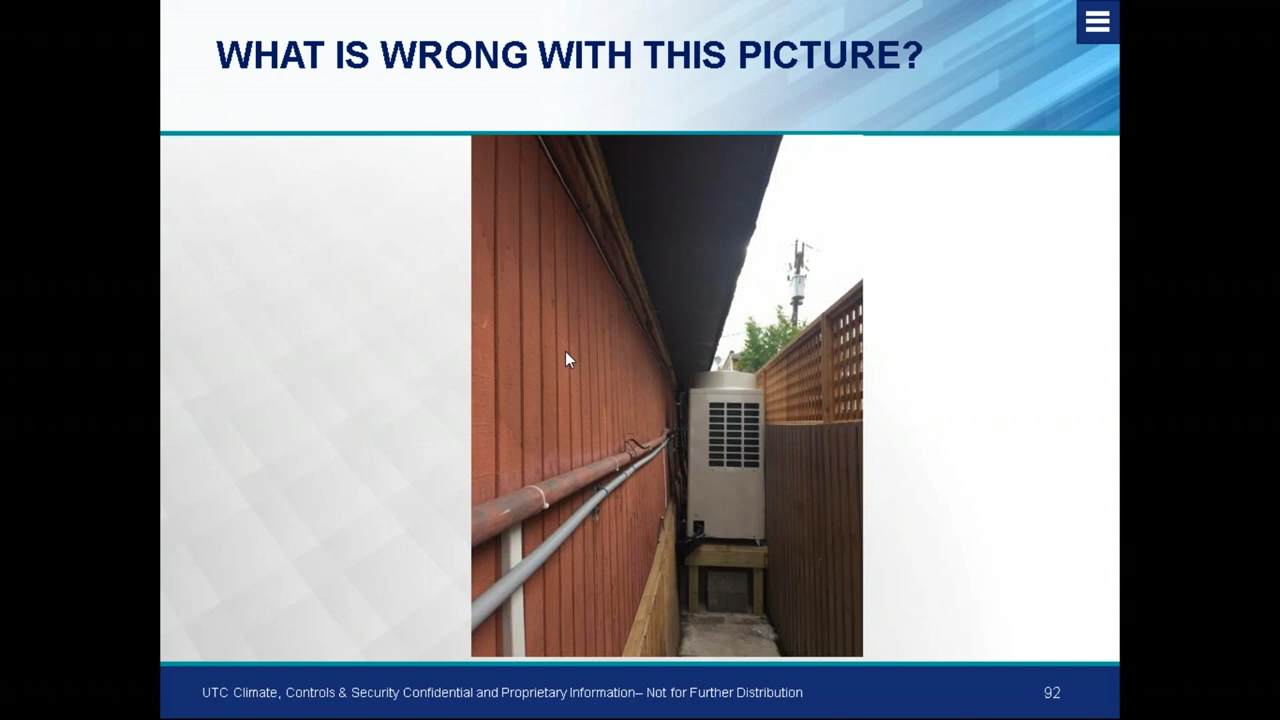 WHAT IS WRONG WITH THIS PICTURE?
UTC Climate, Controls & Security Confidential and Proprietary Information– Not for Further Distribution
92